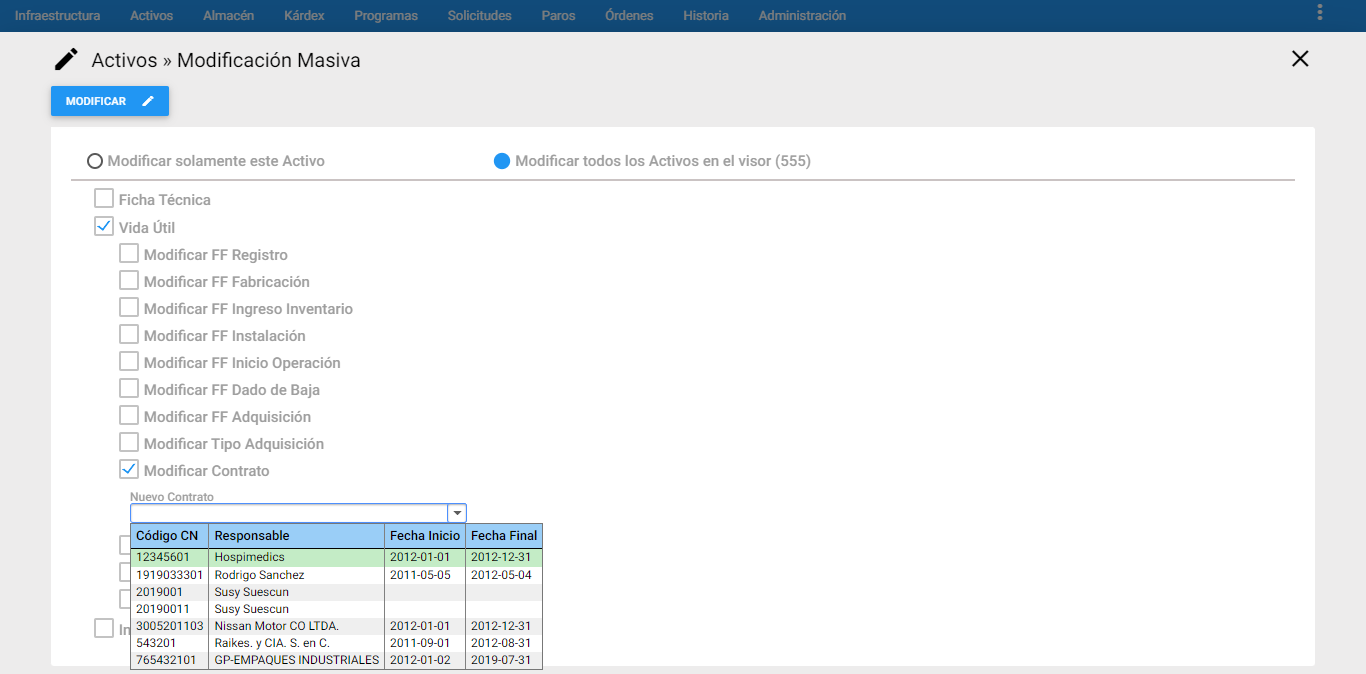 Infraestructura Activos Almacén Kárdex Programas Solicitudes Paros Órdenes Historia Administración
Activos » Modificación Masiva
MODIFICAR
Modificar solamente este Activo Modificar todos los Activos en el visor (555)
Ficha Técnica
Vida Útil
Modificar FF Registro
Modificar FF Fabricación
Modificar FF Ingreso Inventario
Modificar FF Instalación
Modificar FF Inicio Operación
Modificar FF Dado de Baja
Modificar FF Adquisición
Modificar Tipo Adquisición
Modificar Contrato
Nuevo Contrato
Código CN Responsable Fecha Inicio Fecha Final
12345601 Hospimedics 2012-01-01 2012-12-31
1919033301 Rodrigo Sanchez 2011-05-05 2012-05-04
2019001 Susy Suescun
20190011 Susy Suescun
3005201103 Nissan Motor CO LTDA. 2012-01-01 2012-12-31
543201 Raikes. y CIA. S. en C. 2011-09-01 2012-08-31
765432101 GP-EMPAQUES INDUSTRIALES 2012-01-02 2019-07-31